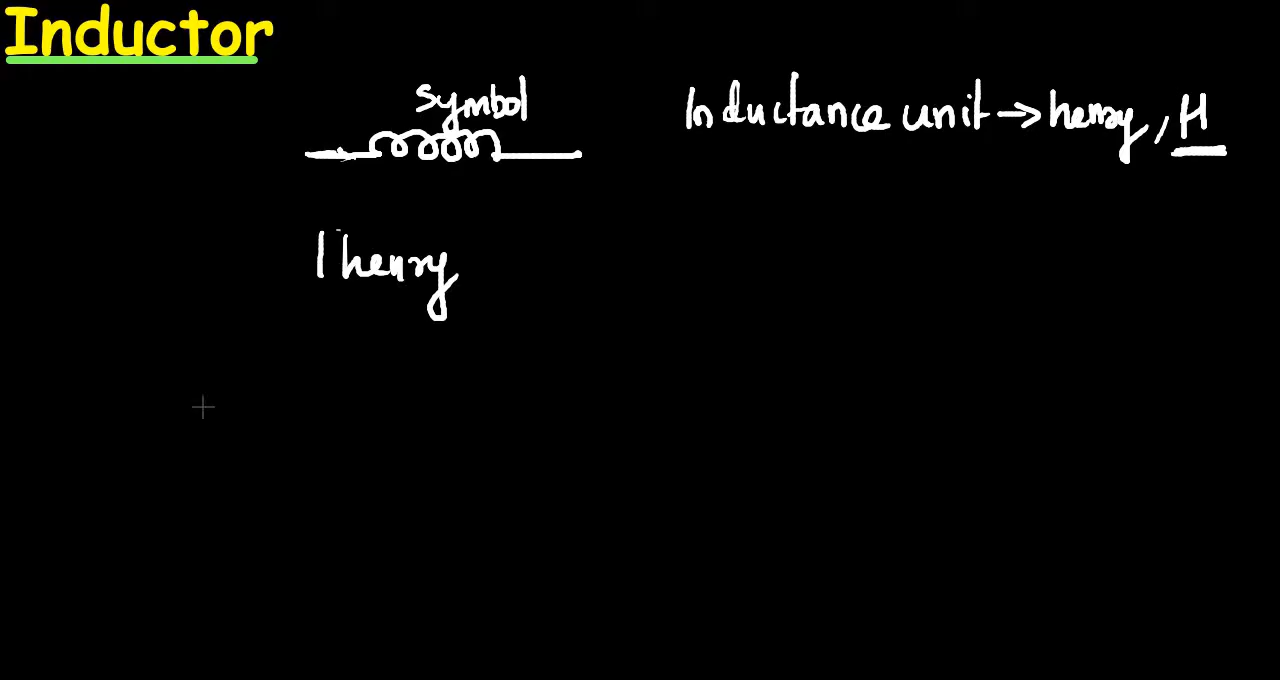 Inductor
symbol
Inductance unit → henry, H
1 henry